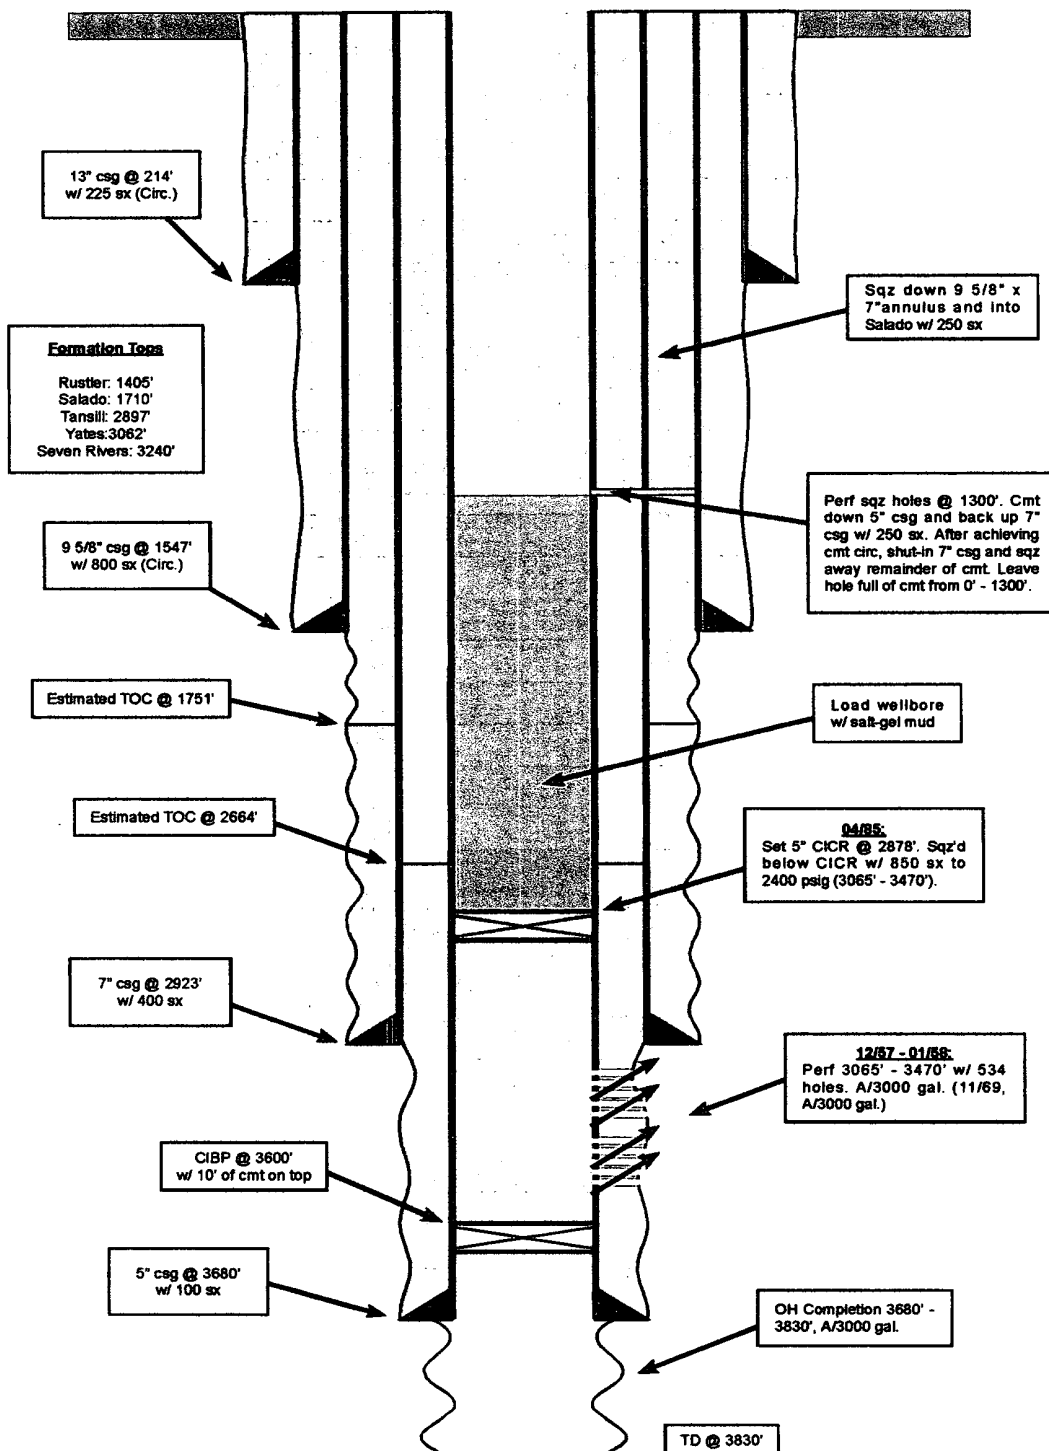 13" csg @ 214'
w/ 225 sx (Circ.)
Sqz down 9 5/8" x
7"annulus and into
Salado w/ 250 sx
Formation Tops
Rustler: 1405'
Salado: 1710'
Tansill: 2897'
Yates:3062'
Seven Rivers: 3240'
Perf sqz holes @ 1300'. Cmt
down 5" csg and back up 7"
csg w/ 250 sx. After achieving
cmt circ, shut-in 7" csg and sqz
away remainder of cmt. Leave
hole full of cmt from 0' - 1300'.
9 5/8" csg @ 1547'
w/ 800 sx (Circ.)
Estimated TOC @ 1751'
Load wellbore
w/ salt-gel mud
Estimated TOC @ 2664'
04/85:
Set 5" CICR @ 2878'. Sqz'd
below CICR w/ 850 sx to
2400 psig (3065' - 3470').
7" csg @ 2923'
w/ 400 sx
12/57 - 01/58:
Perf 3065' - 3470' w/ 534
holes. A/3000 gal. (11/69,
A/3000 gal.)
CIBP @ 3600'
w/ 10' of cmt on top
5" csg @ 3680'
w/ 100 sx
OH Completion 3680' -
3830', A/3000 gal.
TD @ 3830'